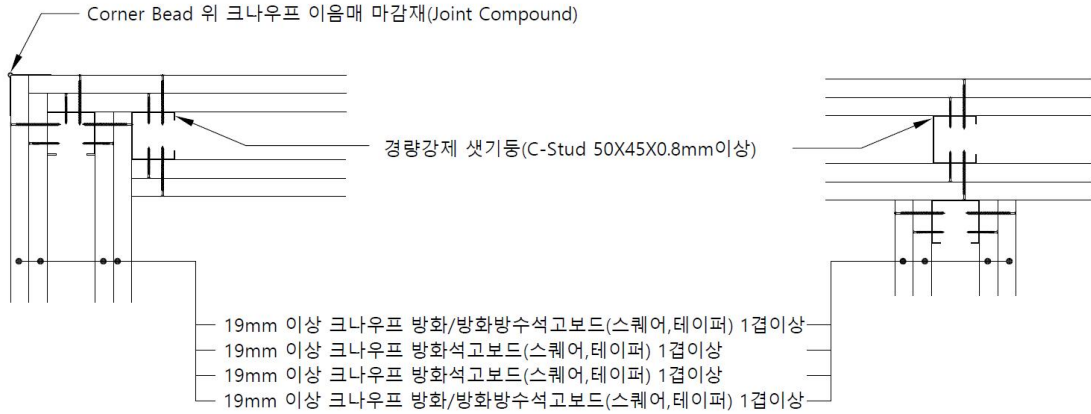 Corner Bead 위 크나우프 이음매 마감재(Joint Compound)
경량강제 샛기둥(C-Stud 50X45X0.8mm이상)
19mm 이상 크나우프 방화/방화방수석고보드(스퀘어,테이퍼) 1겹이상
19mm 이상 크나우프 방화석고보드(스퀘어,테이퍼) 1겹이상
19mm 이상 크나우프 방화석고보드(스퀘어,테이퍼) 1겹이상
19mm 이상 크나우프 방화/방화방수석고보드(스퀘어,테이퍼) 1겹이상